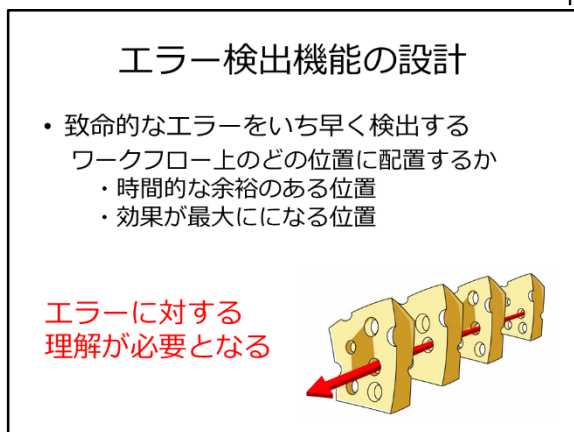 エラー検出機能の設計
• 致命的なエラーをいち早く検出する
ワークフロー上のどの位置に配置するか
・時間的な余裕のある位置
・効果が最大にになる位置
エラーに対する
理解が必要となる